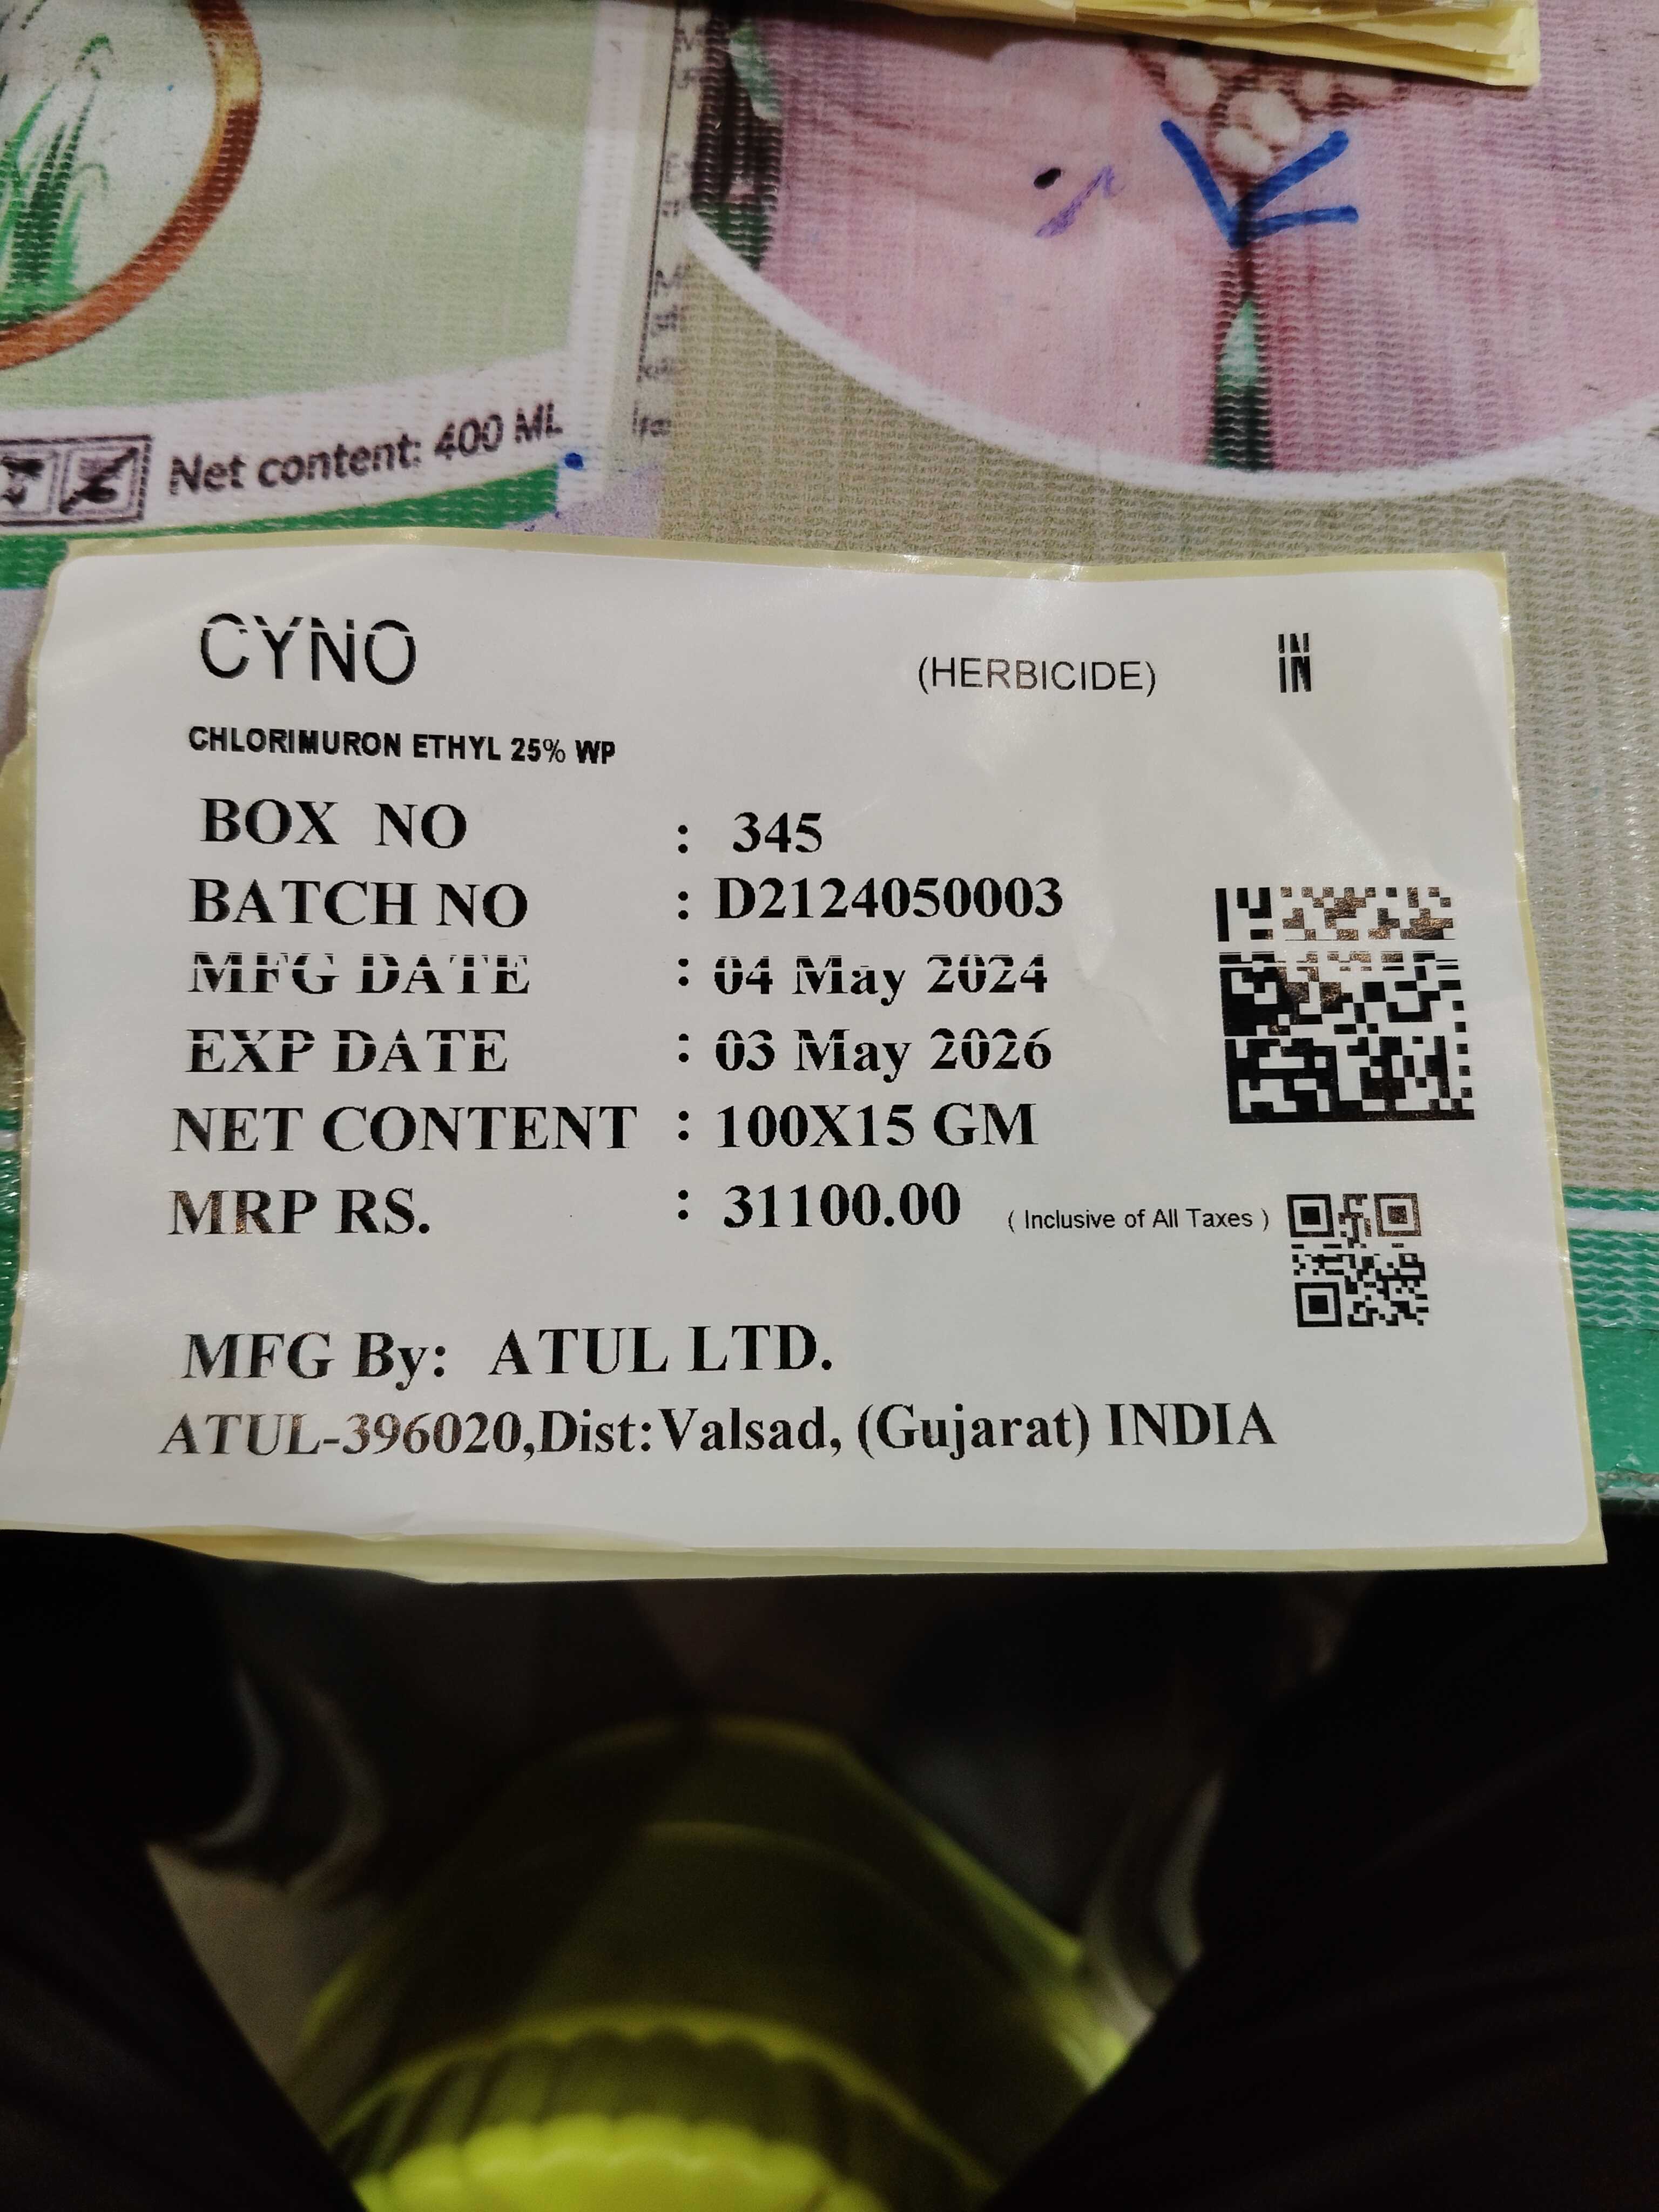 Net content: 400 ML
CYNO
(HERBICIDE)
IN
CHLORIMURON ETHYL 25% WP
BOX NO : 345
BATCH NO : D2124050003
MFG DATE : 04 May 2024
EXP DATE : 03 May 2026
NET CONTENT : 100X15 GM
MRP RS. : 31100.00 ( Inclusive of All Taxes )
MFG By: ATUL LTD.
ATUL-396020,Dist:Valsad, (Gujarat) INDIA